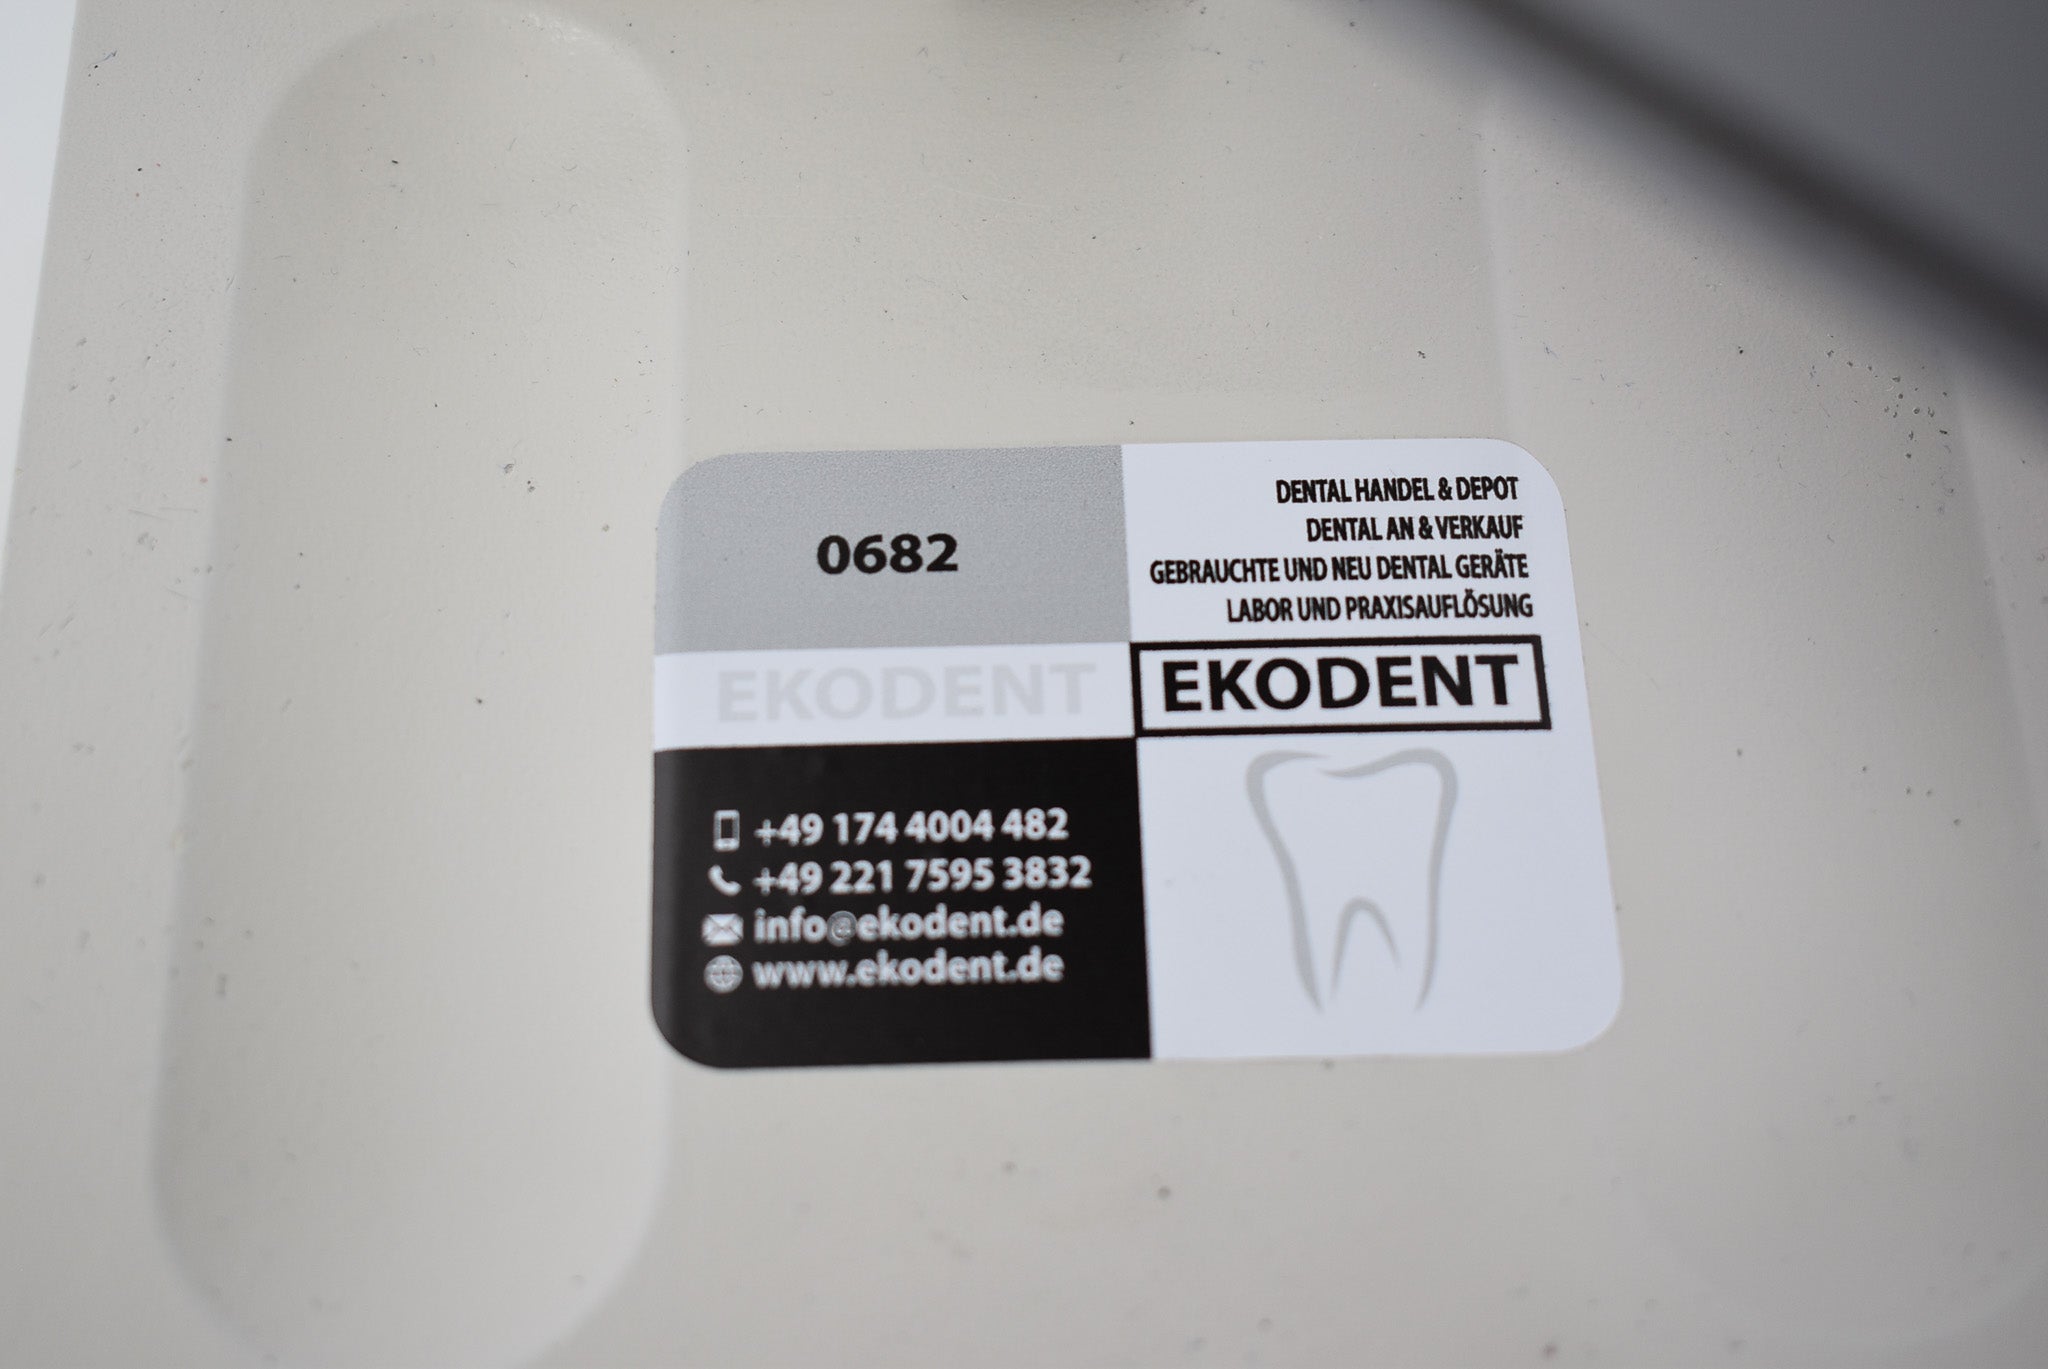 0682
EKODENT
+49 174 4004 482
+49 221 7595 3832
info@ekodent.de
www.ekodent.de
DENTAL HANDEL & DEPOT
DENTAL AN & VERKAUF
GEBRAUCHTE UND NEU DENTAL GERÄTE
LABOR UND PRAXISAUFLÖSUNG
EKODENT